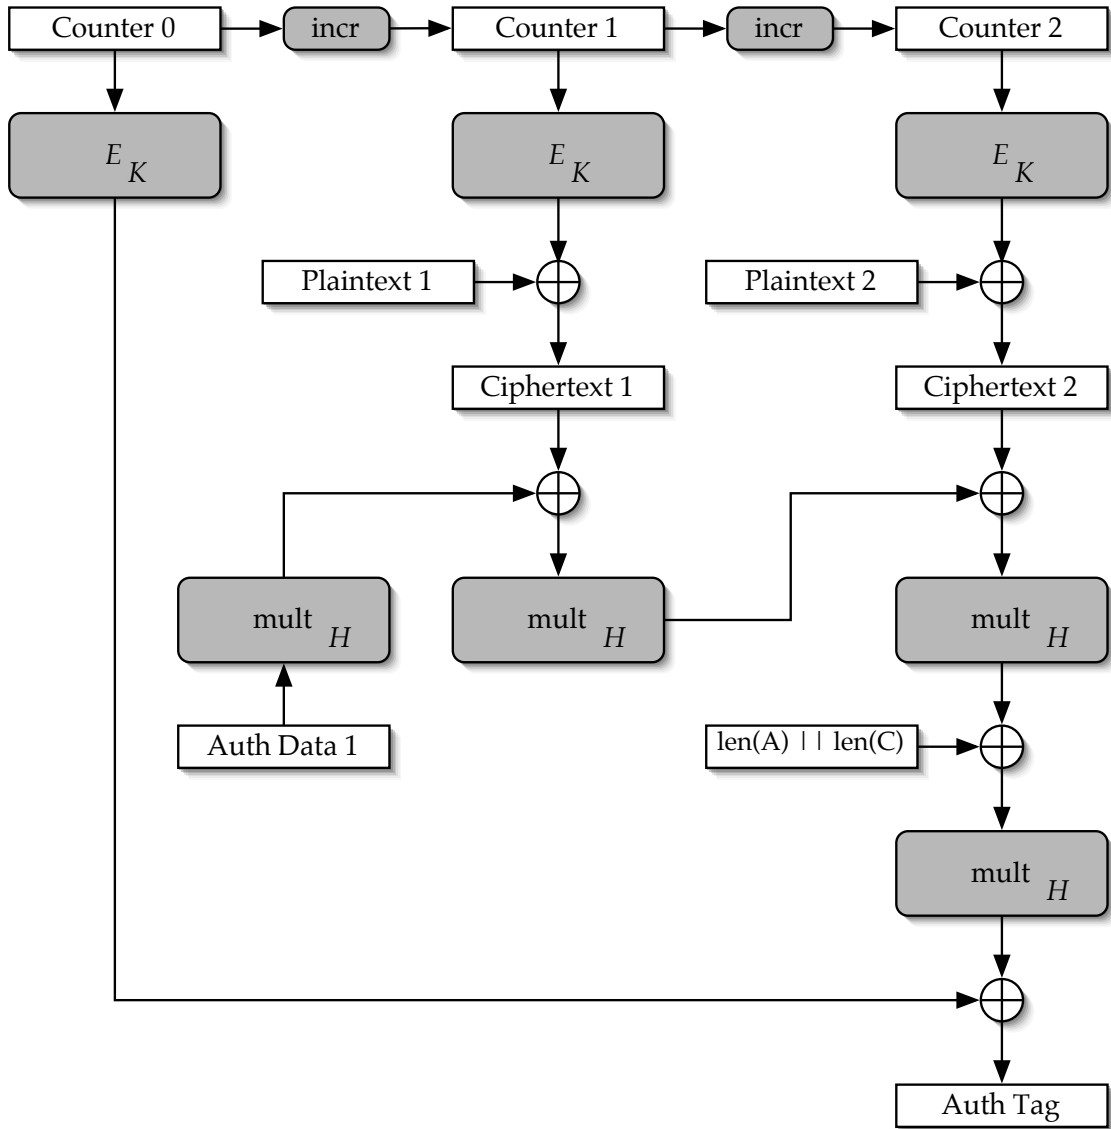 Counter 0
incr
Counter 1
incr
Counter 2
E K
E K
E K
Plaintext 1
Plaintext 2
Ciphertext 1
Ciphertext 2
mult H
mult H
mult H
Auth Data 1
len(A) || len(C)
mult H
Auth Tag